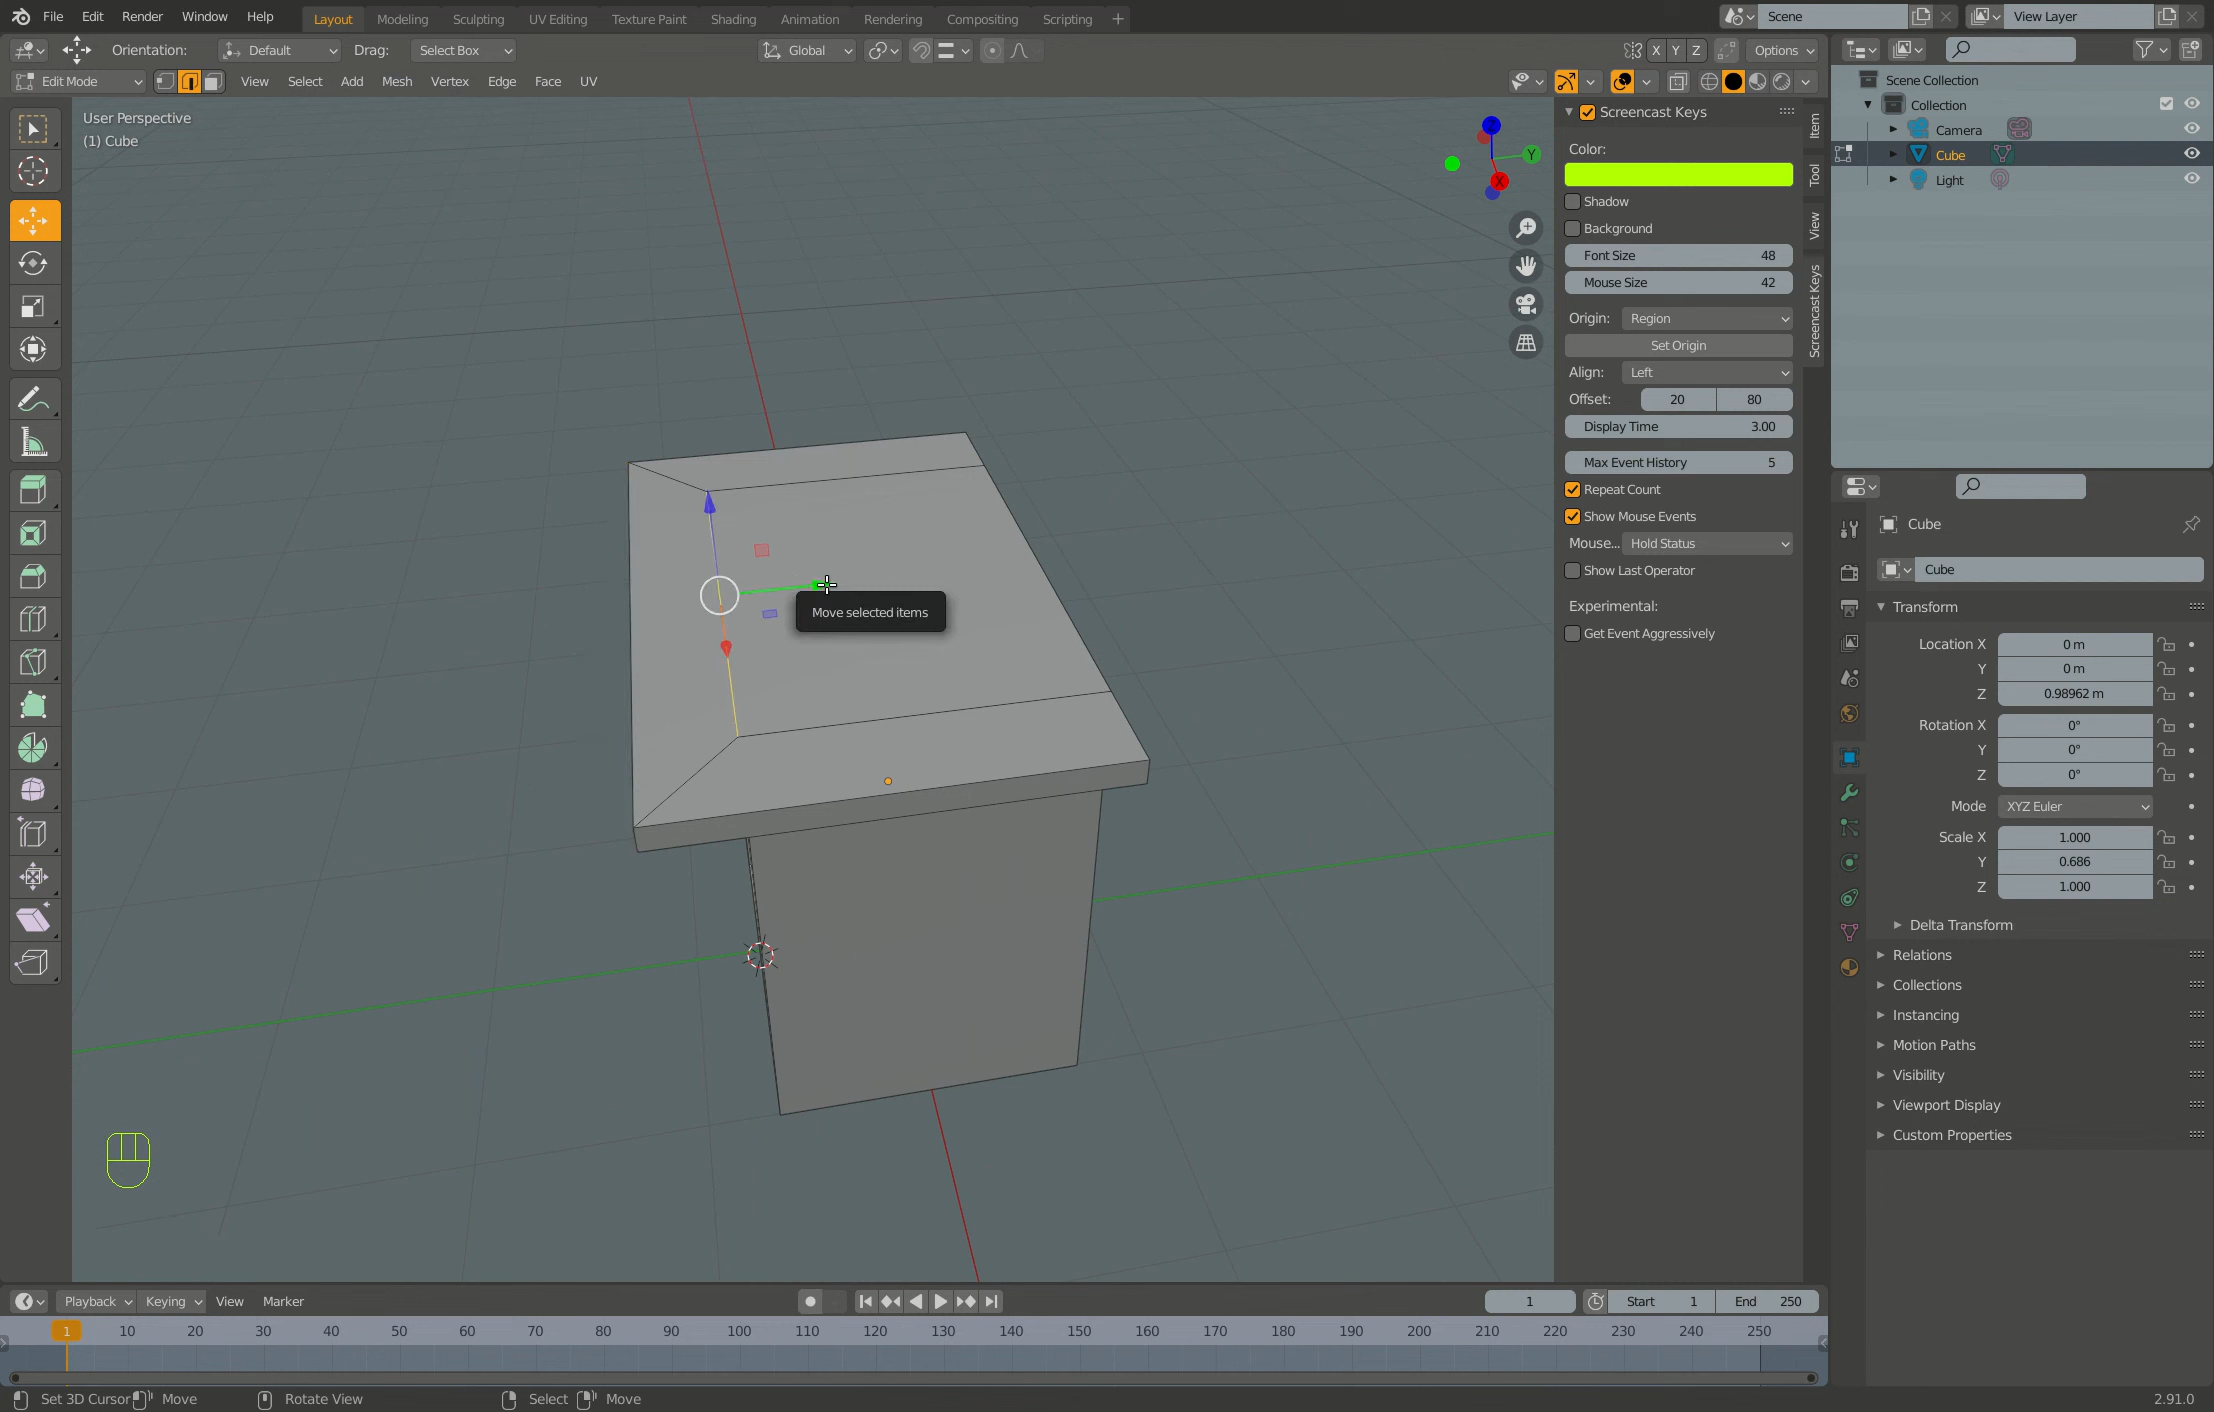 File Edit Render Window Help Layout Modeling Sculpting UV Editing Texture Paint Shading Animation Rendering Compositing Scripting + Scene View Layer
Orientation: Default Drag: Select Box Global X Y Z Options
Edit Mode View Select Add Mesh Vertex Edge Face UV
User Perspective
(1) Cube
Z
Y
X
Move selected items
Screencast Keys
Color:
Shadow
Background
Font Size 48
Mouse Size 42
Origin: Region
Set Origin
Align: Left
Offset: 20 80
Display Time 3.00
Max Event History 5
Repeat Count
Show Mouse Events
Mouse... Hold Status
Show Last Operator
Experimental:
Get Event Aggressively
Item
Tool
View
Screencast Keys
Scene Collection
Collection
Camera
Cube
Light
Cube
Cube
Transform
Location X 0 m
Y 0 m
Z 0.98962 m
Rotation X 0°
Y 0°
Z 0°
Mode XYZ Euler
Scale X 1.000
Y 0.686
Z 1.000
Delta Transform
Relations
Collections
Instancing
Motion Paths
Visibility
Viewport Display
Custom Properties
Playback Keying View Marker 1 Start 1 End 250
1 10 20 30 40 50 60 70 80 90 100 110 120 130 140 150 160 170 180 190 200 210 220 230 240 250
Set 3D Cursor Move Rotate View Select Move 2.91.0